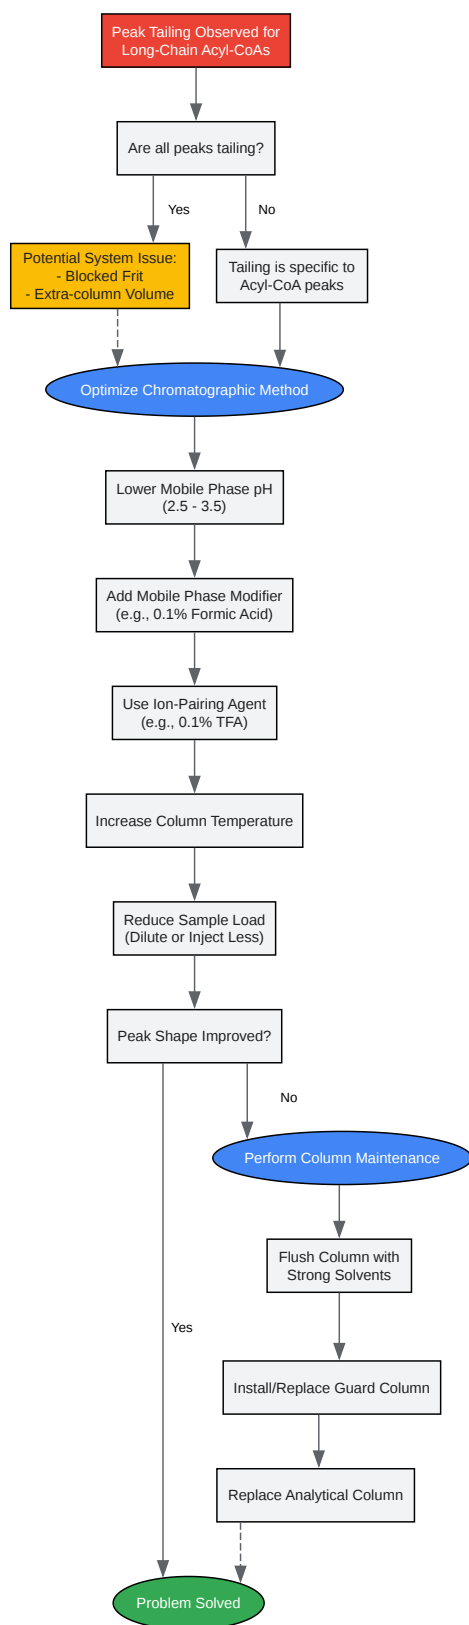 Peak Tailing Observed for
Long-Chain Acyl-CoAs
Are all peaks tailing?
Yes
No
Potential System Issue:
- Blocked Frit
- Extra-column Volume
Tailing is specific to
Acyl-CoA peaks
Optimize Chromatographic Method
Lower Mobile Phase pH
(2.5 - 3.5)
Add Mobile Phase Modifier
(e.g., 0.1% Formic Acid)
Use Ion-Pairing Agent
(e.g., 0.1% TFA)
Increase Column Temperature
Reduce Sample Load
(Dilute or Inject Less)
Peak Shape Improved?
No
Perform Column Maintenance
Flush Column with
Strong Solvents
Yes
Install/Replace Guard Column
Replace Analytical Column
Problem Solved